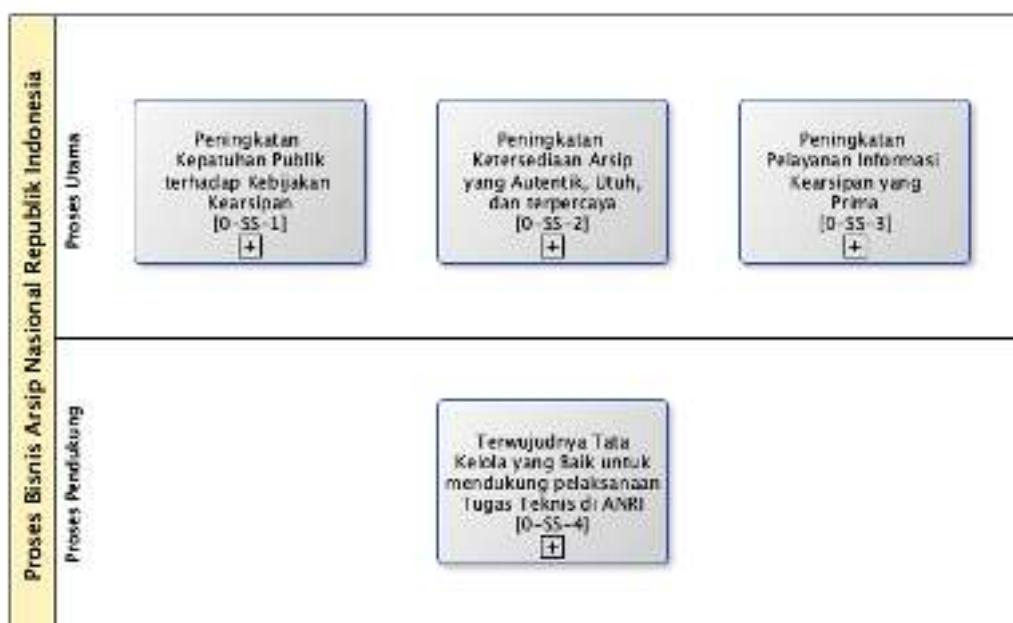 Proses Bisnis Arsip Nasional Republik Indonesia
Proses Utama
Peningkatan
Kepatuhan Publik
terhadap Kebijakan
Kearsipan
[0-SS-1]
Peningkatan
Ketersediaan Arsip
yang Autentik, Utuh,
dan terpercaya
[0-SS-2]
Peningkatan
Pelayanan Informasi
Kearsipan yang
Prima
[0-SS-3]
Proses Pendukung
Terwujudnya Tata
Kelola yang Baik untuk
mendukung pelaksanaan
Tugas Teknis di ANRI
[0-SS-4]